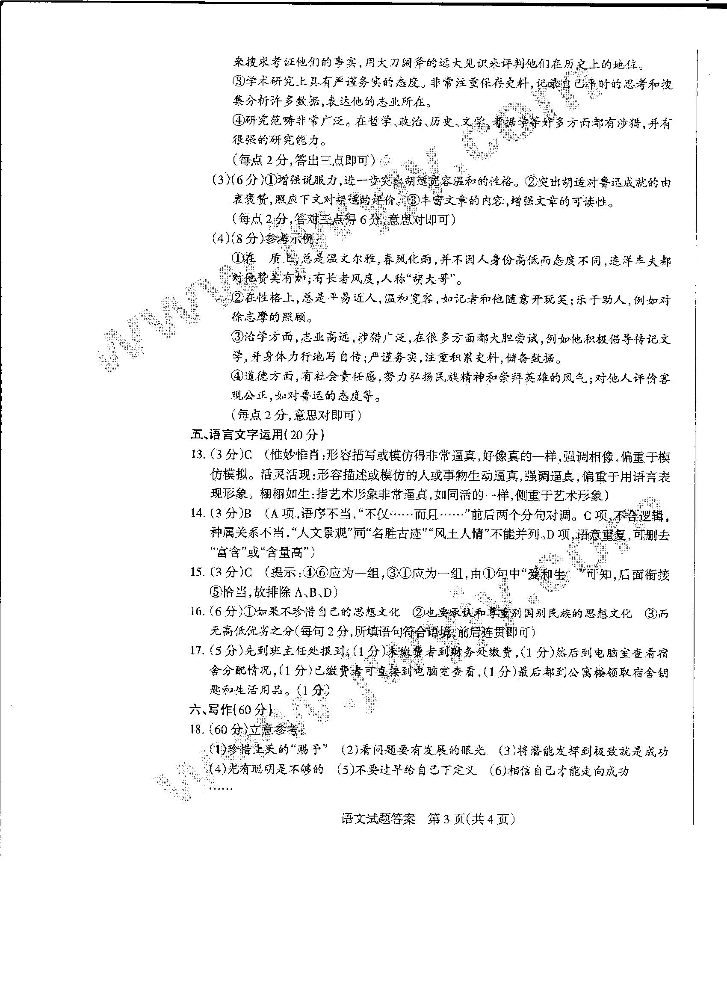 来搜求考证他们的事实,用大刀阔斧的远大见识来评判他们在历史上的地位。
③学术研究上具有严谨务实的态度。非常注重保存史料,记录自己平时的思考和搜
集分析许多数据,表达他的志业所在。
④研究范畴非常广泛。在哲学、政治、历史、文学、考据学等好多方面都有涉猎,并有
很强的研究能力。
(每点2分,答出三点即可)
(3)(6分)①增强说服力,进一步突出胡适宽容温和的性格。②突出胡适对鲁迅成就的由
衷褒赞,照应下文对胡适的评价。③丰富文章的内容,增强文章的可读性。
(每点2分,答对三点得6分,意思对即可)
(4)(8分)参考示例:
①在 质上,总是温文尔雅,春风化雨,并不因人身份高低而态度不同,连洋车夫都
对他赞美有加;有长者风度,人称“胡大哥”。
②在性格上,总是平易近人,温和宽容,如记者和他随意开玩笑;乐于助人,例如对
徐志摩的照顾。
③治学方面,志业高远,涉猎广泛,在很多方面都大胆尝试,例如他积极倡导传记文
学,并身体力行地写自传;严谨务实,注重积累史料,储备数据。
④道德方面,有社会责任感,努力弘扬民族精神和崇拜英雄的风气;对他人评价客
观公正,如对鲁迅的态度等。
(每点2分,意思对即可)
五、语言文字运用(20分)
13. (3分)C (惟妙惟肖:形容描写或模仿得非常逼真,好像真的一样,强调相像,偏重于模
仿模拟。活灵活现:形容描述或模仿的人或事物生动逼真,强调逼真,偏重于用语言表
现形象。栩栩如生:指艺术形象非常逼真,如同活的一样,侧重于艺术形象)
14. (3分)B (A项,语序不当,“不仅……而且……”前后两个分句对调。C项,不合逻辑,
种属关系不当,“人文景观”同“名胜古迹”“风土人情”不能并列。D项,语意重复,可删去
“富含”或“含量高”)
15. (3分)C (提示:④⑥应为一组,③①应为一组,由①句中“爱和生 ”可知,后面衔接
⑤恰当,故排除A、B、D)
16. (6分)①如果不珍惜自己的思想文化 ②也要承认和尊重别国别民族的思想文化 ③而
无高低优劣之分(每句2分,所填语句符合语境,前后连贯即可)
17. (5分)先到班主任处报到;(1分)未缴费者到财务处缴费,(1分)然后到电脑室查看宿
舍分配情况,(1分)已缴费者可直接到电脑室查看,(1分)最后都到公寓楼领取宿舍钥
匙和生活用品。(1分)
六、写作(60分)
18. (60分)立意参考:
(1)珍惜上天的“赐予” (2)看问题要有发展的眼光 (3)将潜能发挥到极致就是成功
(4)光有聪明是不够的 (5)不要过早给自己下定义 (6)相信自己才能走向成功
……
语文试题答案 第3页(共4页)